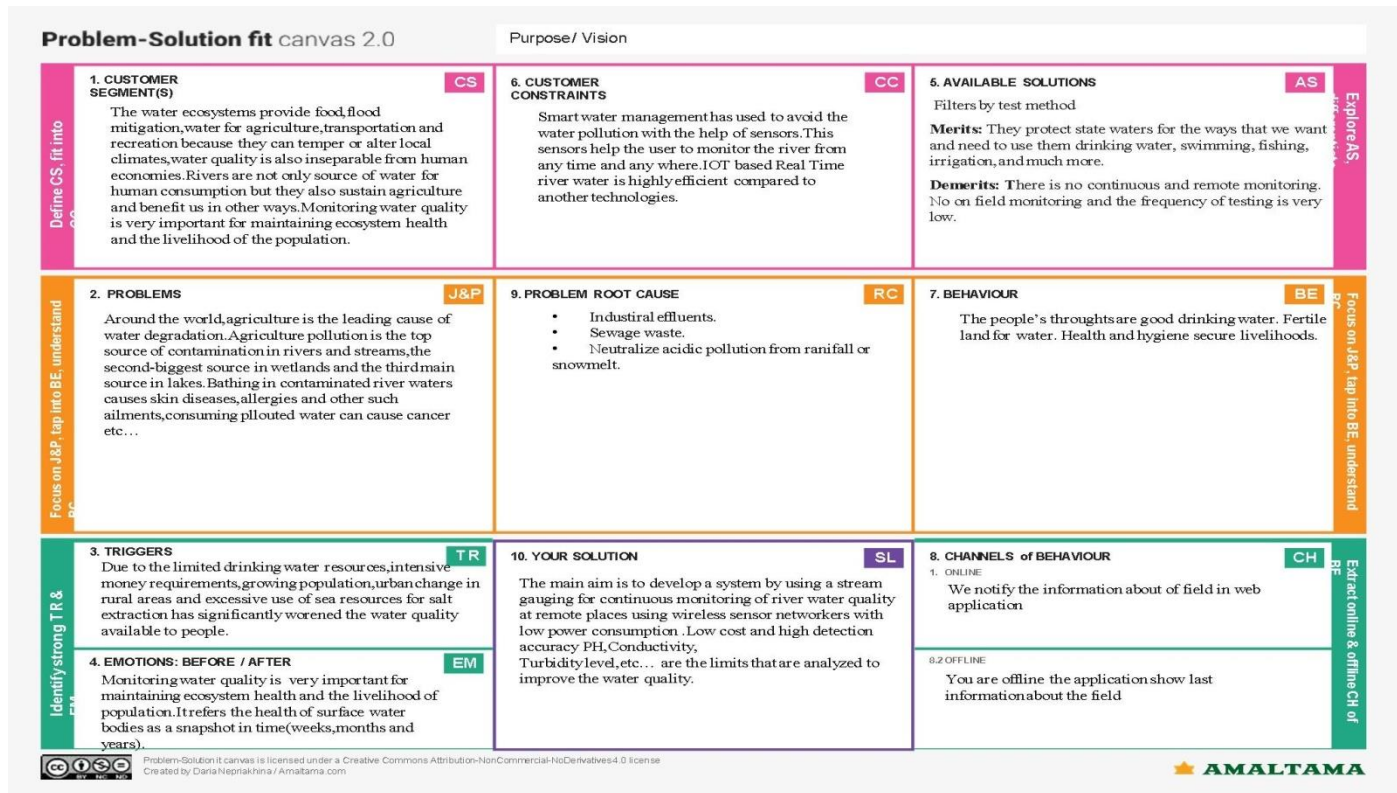 Problem-Solution fit canvas 2.0
Purpose/ Vision
Define CS, fit into
1. CUSTOMER
SEGMENT(S)
CS
The water ecosystems provide food,flood
mitigation,water for agriculture,transportation and
recreation because they can temper or alter local
climates,water quality is also inseparable from human
economies.Rivers are not only source of water for
human consumption but they also sustain agriculture
and benefit us in other ways.Monitoring water quality
is very important for maintaining ecosystem health
and the livelihood of the population.
6. CUSTOMER
CONSTRAINTS
CC
Smart water management has used to avoid the
water pollution with the help of sensors.This
sensors help the user to monitor the river from
any time and any where.IOT based Real Time
river water is highly efficient compared to
another technologies.
5. AVAILABLE SOLUTIONS
AS
Filters by test method
Merits: They protect state waters for the ways that we want
and need to use them drinking water, swimming, fishing,
irrigation, and much more.
Demerits: There is no continuous and remote monitoring.
No on field monitoring and the frequency of testing is very
low.
Explore AS,
Focus on J&P, tap into BE, understand
RC
2. PROBLEMS
J&P
Around the world,agriculture is the leading cause of
water degradation.Agriculture pollution is the top
source of contamination in rivers and streams,the
second-biggest source in wetlands and the third main
source in lakes.Bathing in contaminated river waters
causes skin diseases,allergies and other such
ailments,consuming pllouted water can cause cancer
etc…
9. PROBLEM ROOT CAUSE
RC
• Industiral effluents.
• Sewage waste.
• Neutralize acidic pollution from ranifall or
snowmelt.
7. BEHAVIOUR
BE
The people's throughts are good drinking water. Fertile
land for water. Health and hygiene secure livelihoods.
Focus on J&P, tap into BE, understand
RC
Identify strong TR &
EM
3. TRIGGERS
TR
Due to the limited drinking water resources,intensive
money requirements,growing population,urban change in
rural areas and excessive use of sea resources for salt
extraction has significantly worened the water quality
available to people.
4. EMOTIONS: BEFORE / AFTER
EM
Monitoring water quality is very important for
maintaining ecosystem health and the livelihood of
population.It refers the health of surface water
bodies as a snapshot in time(weeks,months and
years).
10. YOUR SOLUTION
SL
The main aim is to develop a system by using a stream
gauging for continuous monitoring of river water quality
at remote places using wireless sensor networkers with
low power consumption .Low cost and high detection
accuracy PH,Conductivity,
Turbidity level,etc… are the limits that are analyzed to
improve the water quality.
8. CHANNELS of BEHAVIOUR
CH
1. ONLINE
We notify the information about of field in web
application
8.2 OFFLINE
You are offline the application show last
information about the field
Extract online & offline CH of
BE
CC BY NC ND
Problem-Solution it canvas is licensed under a Creative Commons Attribution-NonCommercial-NoDerivatives 4.0 license
Created by Daria Nepriakhina / Amaltama.com
AMALTAMA